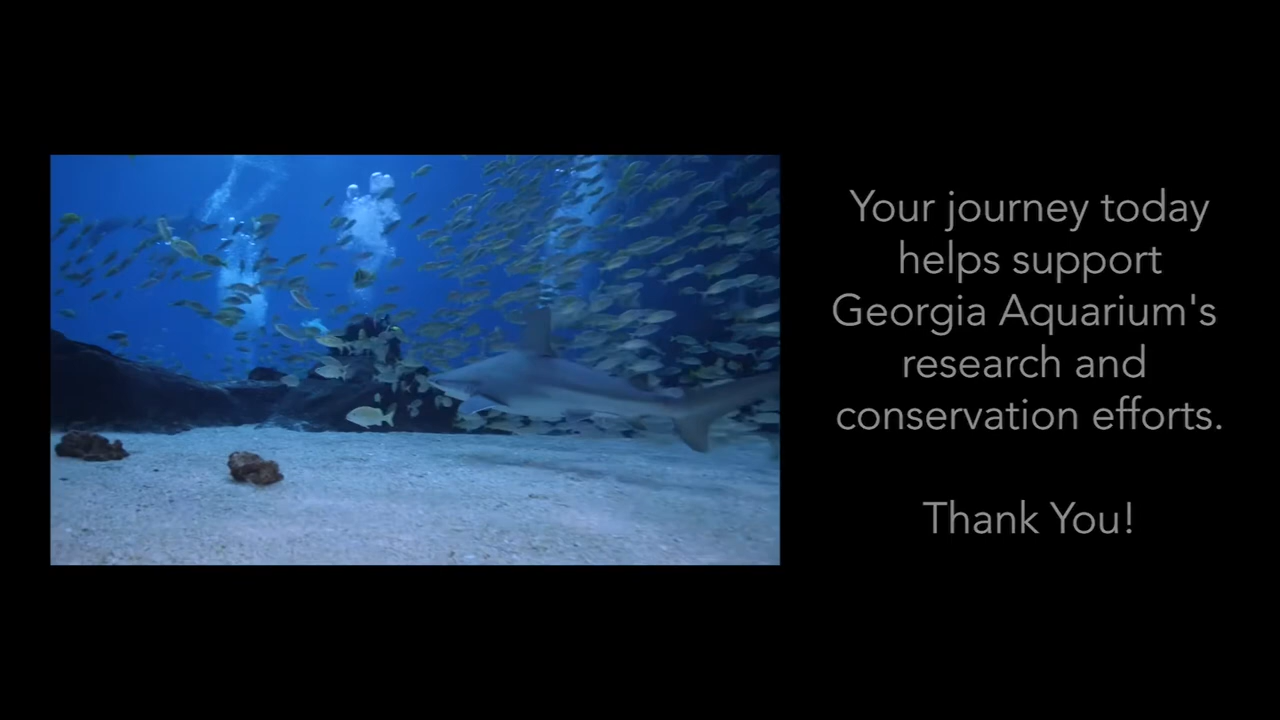 Your journey today
helps support
Georgia Aquarium's
research and
conservation efforts.
Thank You!